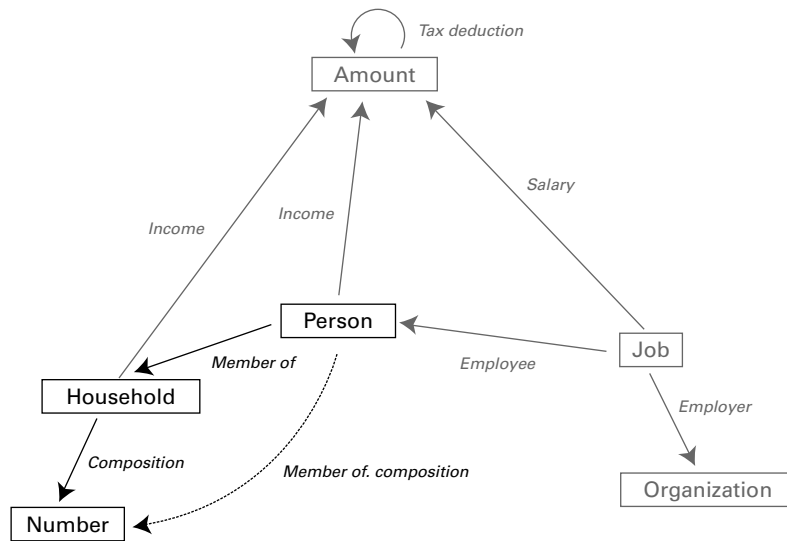 Tax deduction
Amount
Income
Income
Salary
Person
Member of
Employee
Job
Household
Employer
Composition
Member of. composition
Organization
Number